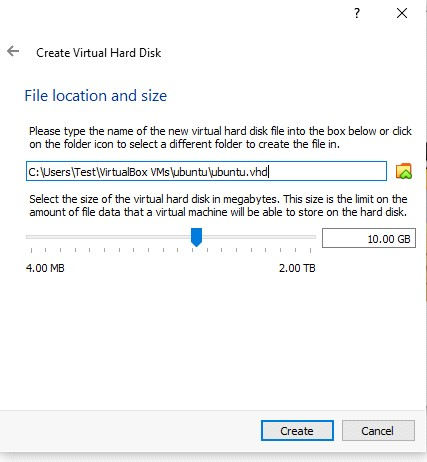 ?
Create Virtual Hard Disk
File location and size
Please type the name of the new virtual hard disk file into the box below or click
on the folder icon to select a different folder to create the file in.
C:\Users\Test\VirtualBox VMs\ubuntu\ubuntu.vhd
Select the size of the virtual hard disk in megabytes. This size is the limit on the
amount of file data that a virtual machine will be able to store on the hard disk.
10.00 GB
4.00 MB 2.00 TB
Create Cancel